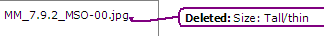 MM_7.9.2_MSO-00.jpg
Deleted: Size: Tall/thin